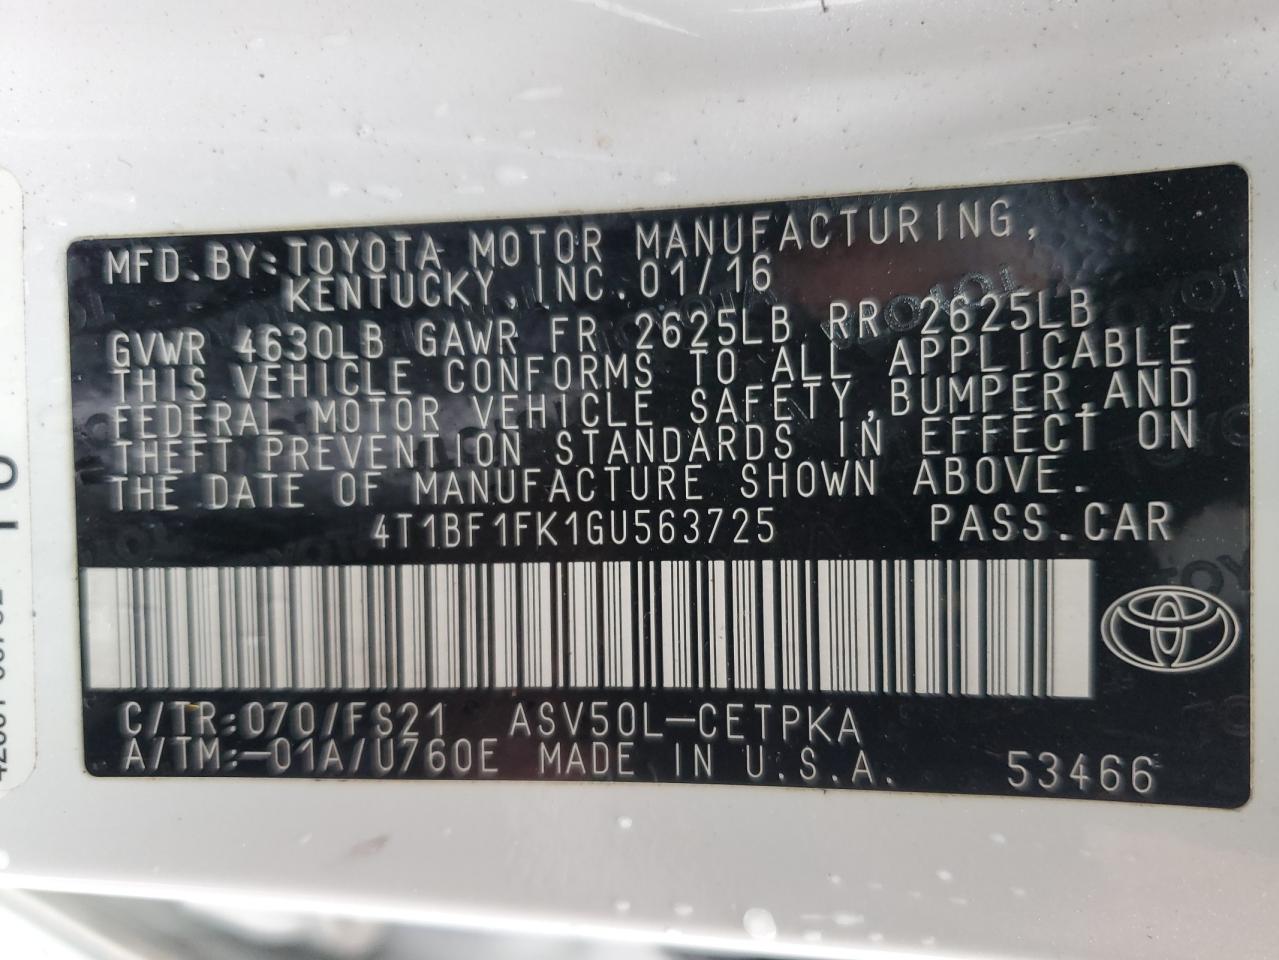 MFD.BY:TOYOTA MOTOR MANUFACTURING,
KENTUCKY,INC.01/16
GVWR 4630LB GAWR FR 2625LB RR 2625LB
THIS VEHICLE CONFORMS TO ALL APPLICABLE
FEDERAL MOTOR VEHICLE SAFETY,BUMPER,AND
THEFT PREVENTION STANDARDS IN EFFECT ON
THE DATE OF MANUFACTURE SHOWN ABOVE.
4T1BF1FK1GU563725 PASS.CAR
C/TR:070/FS21 ASV50L-CETPKA
A/TM:-01A/U760E MADE IN U.S.A. 53466